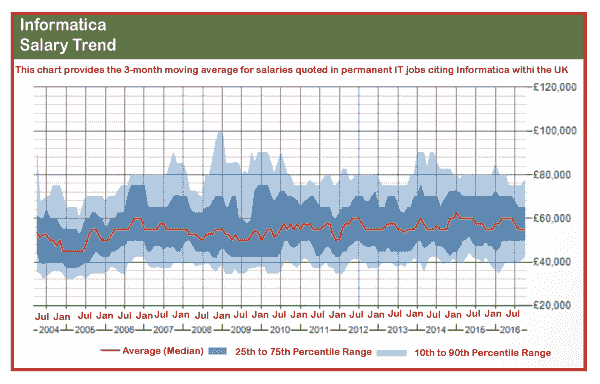 Informatica
Salary Trend
This chart provides the 3-month moving average for salaries quoted in permanent IT jobs citing Informatica withi the UK
£120,000
£100,000
£80,000
£60,000
£40,000
£20,000
Jul Jan Jul Jan Jul Jan Jul Jan Jul Jan Jul Jan Jul Jan Jul Jan Jul Jan Jul Jan Jul Jan Jul Jan Jul
2004 2005 2006 2007 2008 2009 2010 2011 2012 2013 2014 2015 2016
Average (Median) 25th to 75th Percentile Range 10th to 90th Percentile Range